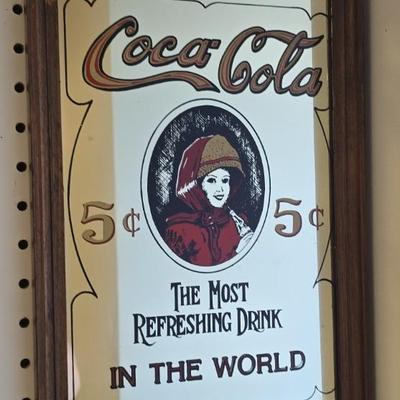 Coca-Cola
5¢ 5¢
THE MOST
REFRESHING DRINK
IN THE WORLD